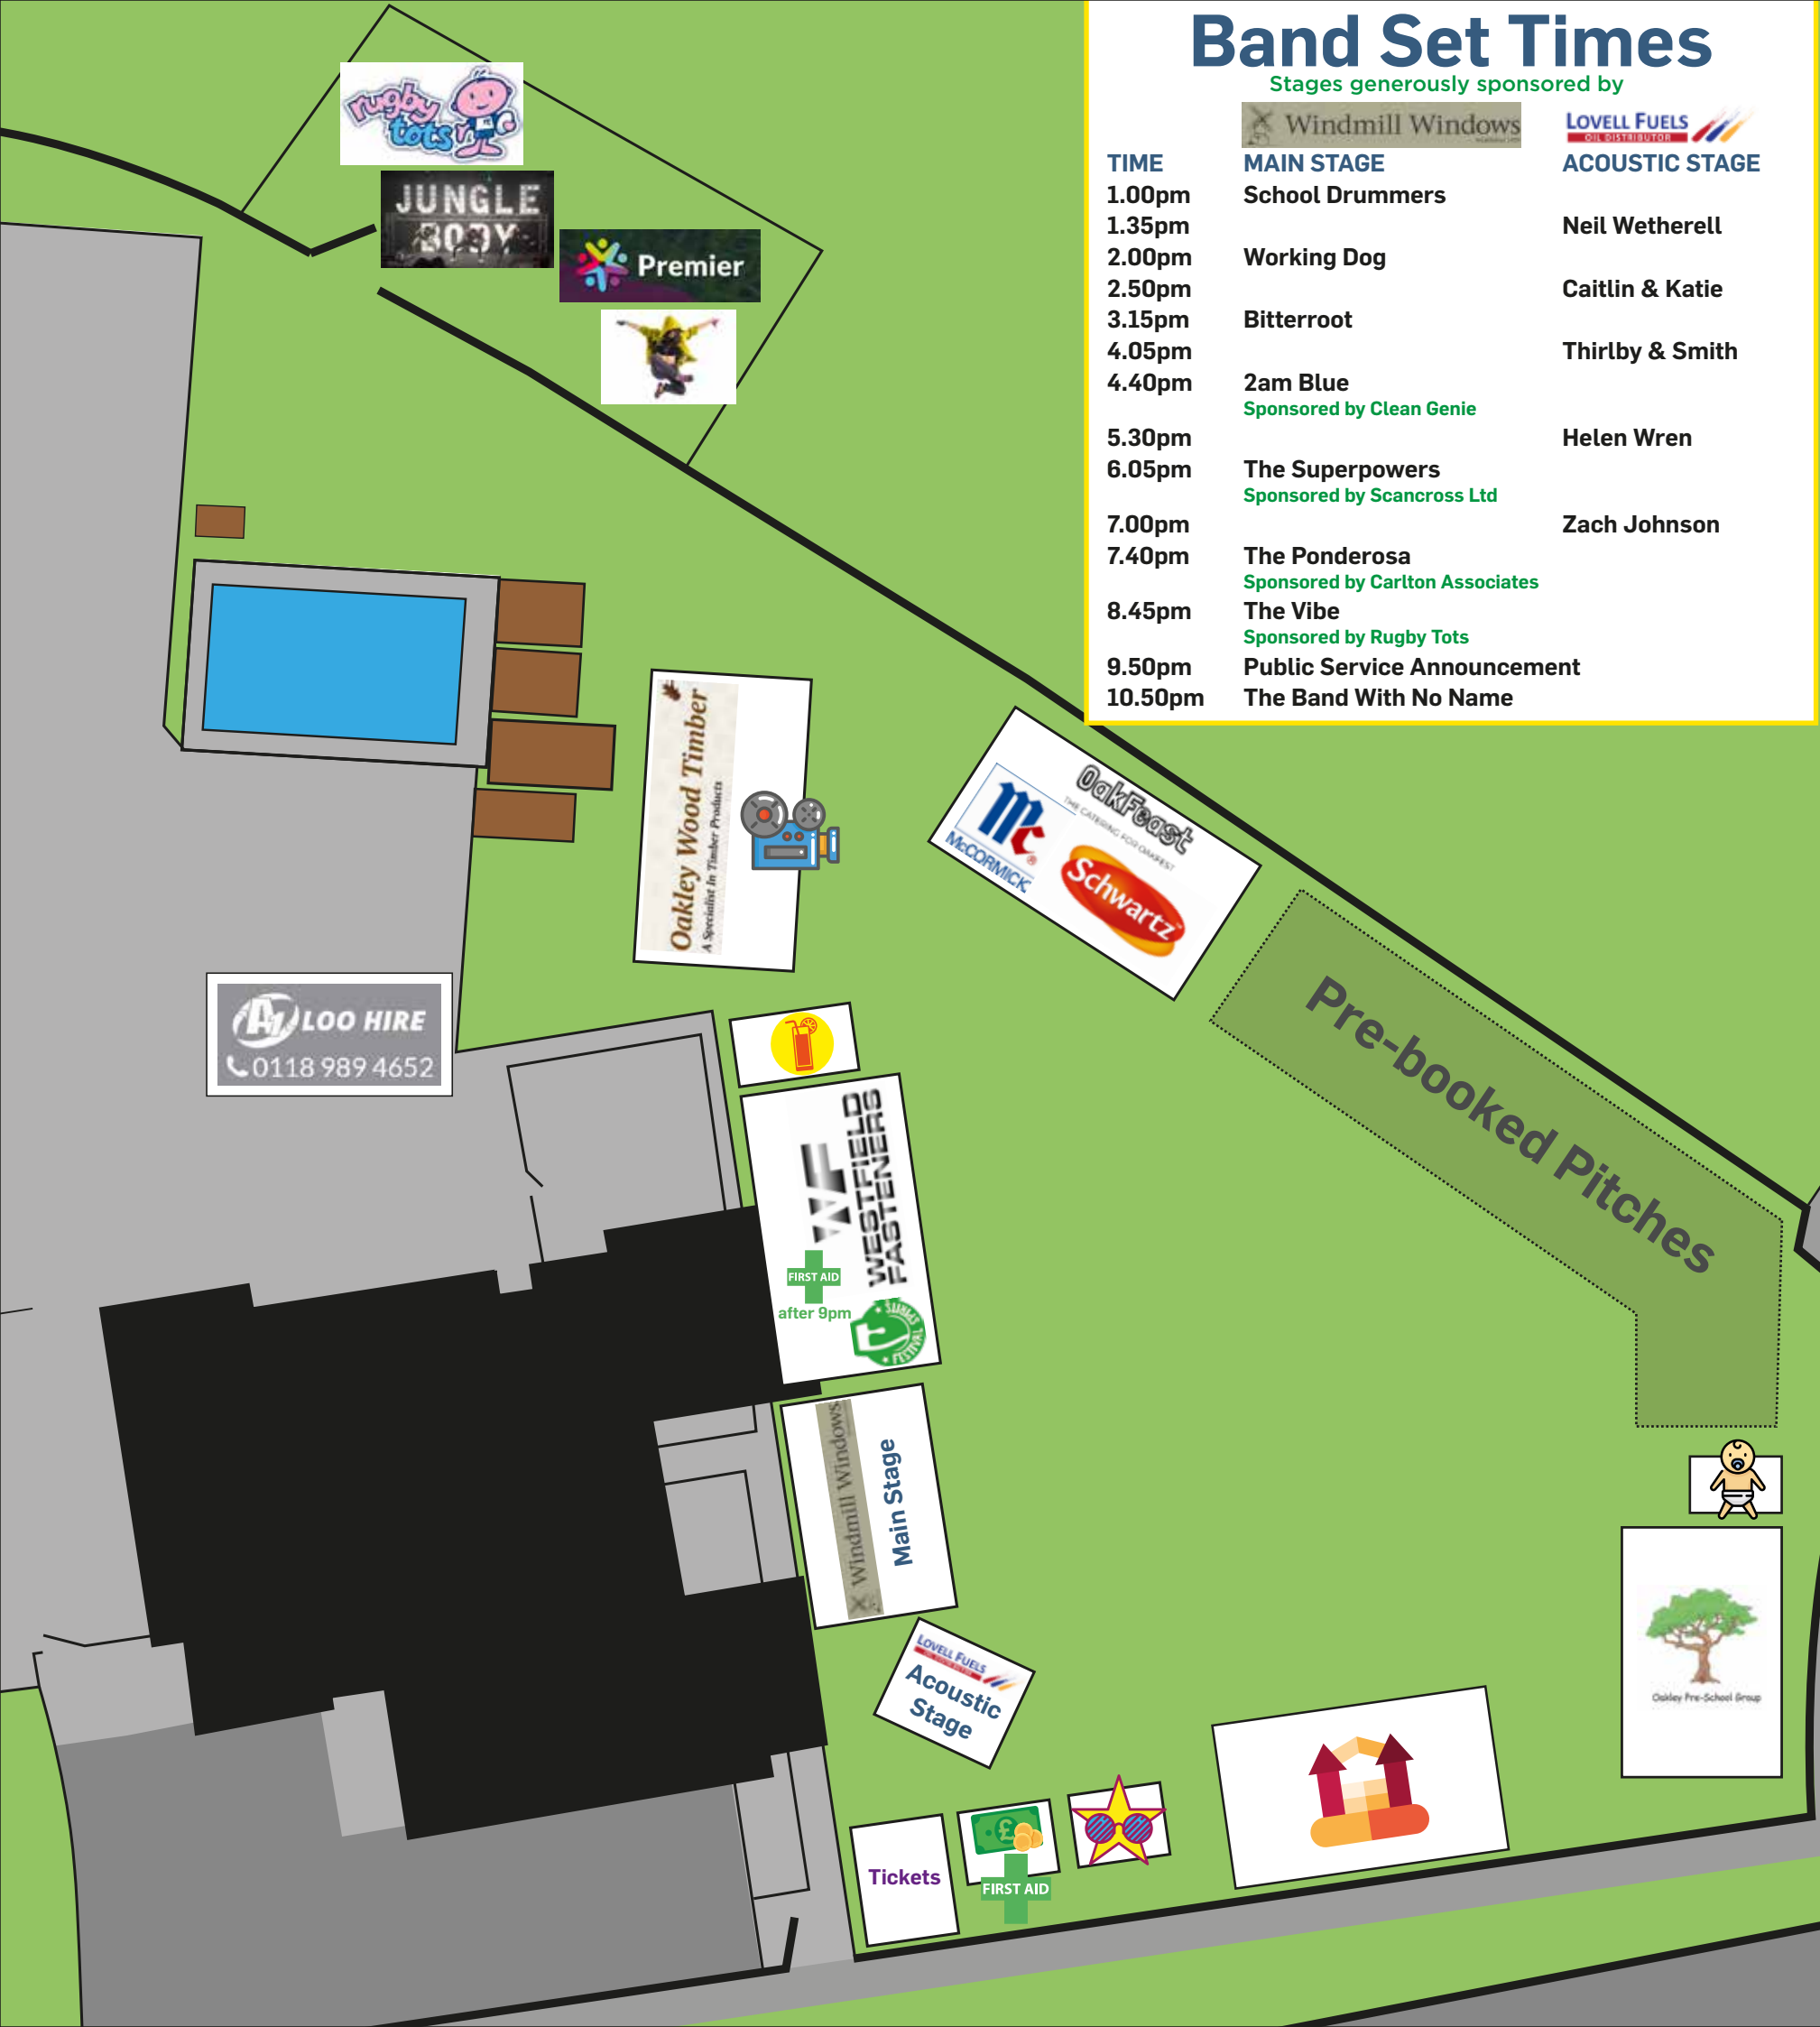 Band Set Times
Stages generously sponsored by
Windmill Windows
LOVELL FUELS
OIL DISTRIBUTOR
TIME MAIN STAGE ACOUSTIC STAGE
1.00pm School Drummers
1.35pm Neil Wetherell
2.00pm Working Dog
2.50pm Caitlin & Katie
3.15pm Bitterroot
4.05pm Thirlby & Smith
4.40pm 2am Blue
Sponsored by Clean Genie
5.30pm Helen Wren
6.05pm The Superpowers
Sponsored by Scancross Ltd
7.00pm Zach Johnson
7.40pm The Ponderosa
Sponsored by Carlton Associates
8.45pm The Vibe
Sponsored by Rugby Tots
9.50pm Public Service Announcement
10.50pm The Band With No Name
rugby
tots
JUNGLE
BODY
Premier
Oakley Wood Timber
A Specialist In Timber Products
OakFeast
THE CATERING FOR OAKFEST
McCORMICK
Schwartz
Pre-booked Pitches
A1 LOO HIRE
0118 989 4652
WF
WESTFIELD
FASTENERS
FIRST AID
after 9pm
FESTIVAL
Windmill Windows
Main Stage
LOVELL FUELS
Acoustic
Stage
Oakley Pre-School Group
Tickets
£
FIRST AID